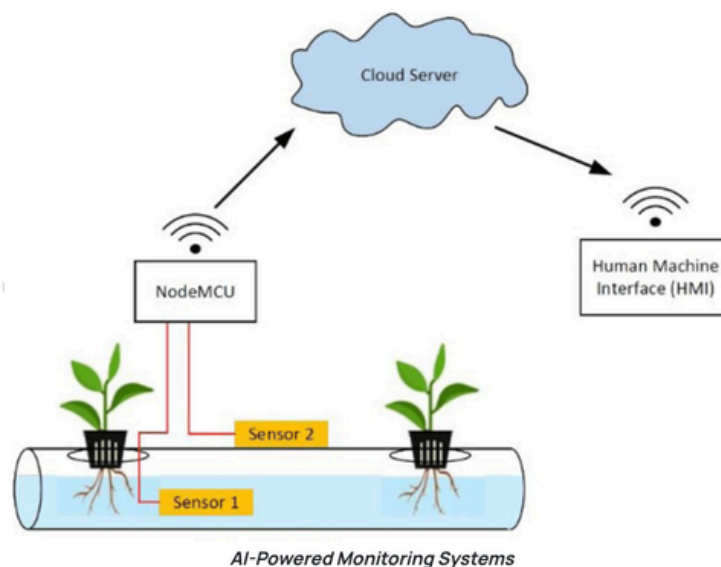 Cloud Server
NodeMCU
Human Machine
Interface (HMI)
Sensor 2
Sensor 1
AI-Powered Monitoring Systems